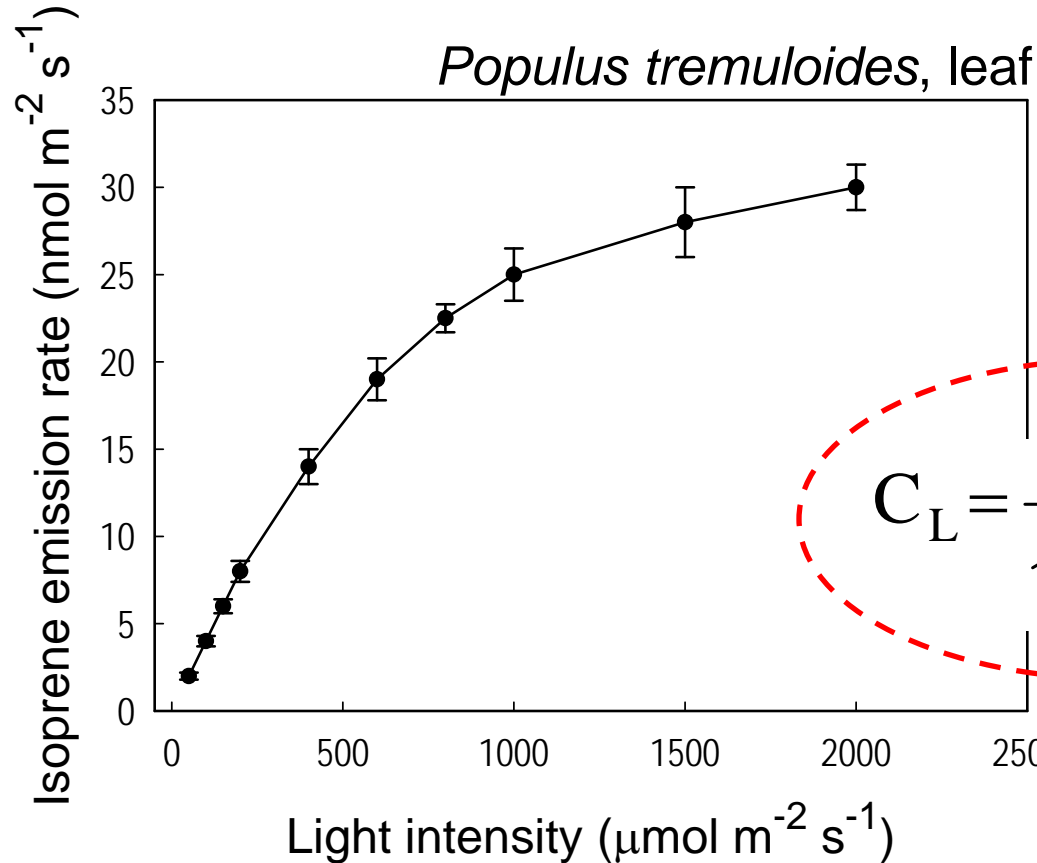 Populus tremuloides, leaf
Isoprene emission rate (nmol m-2 s-1)
35
30
25
20
15
10
5
0
0 500 1000 1500 2000
Light intensity (μmol m-2 s-1)
CL=